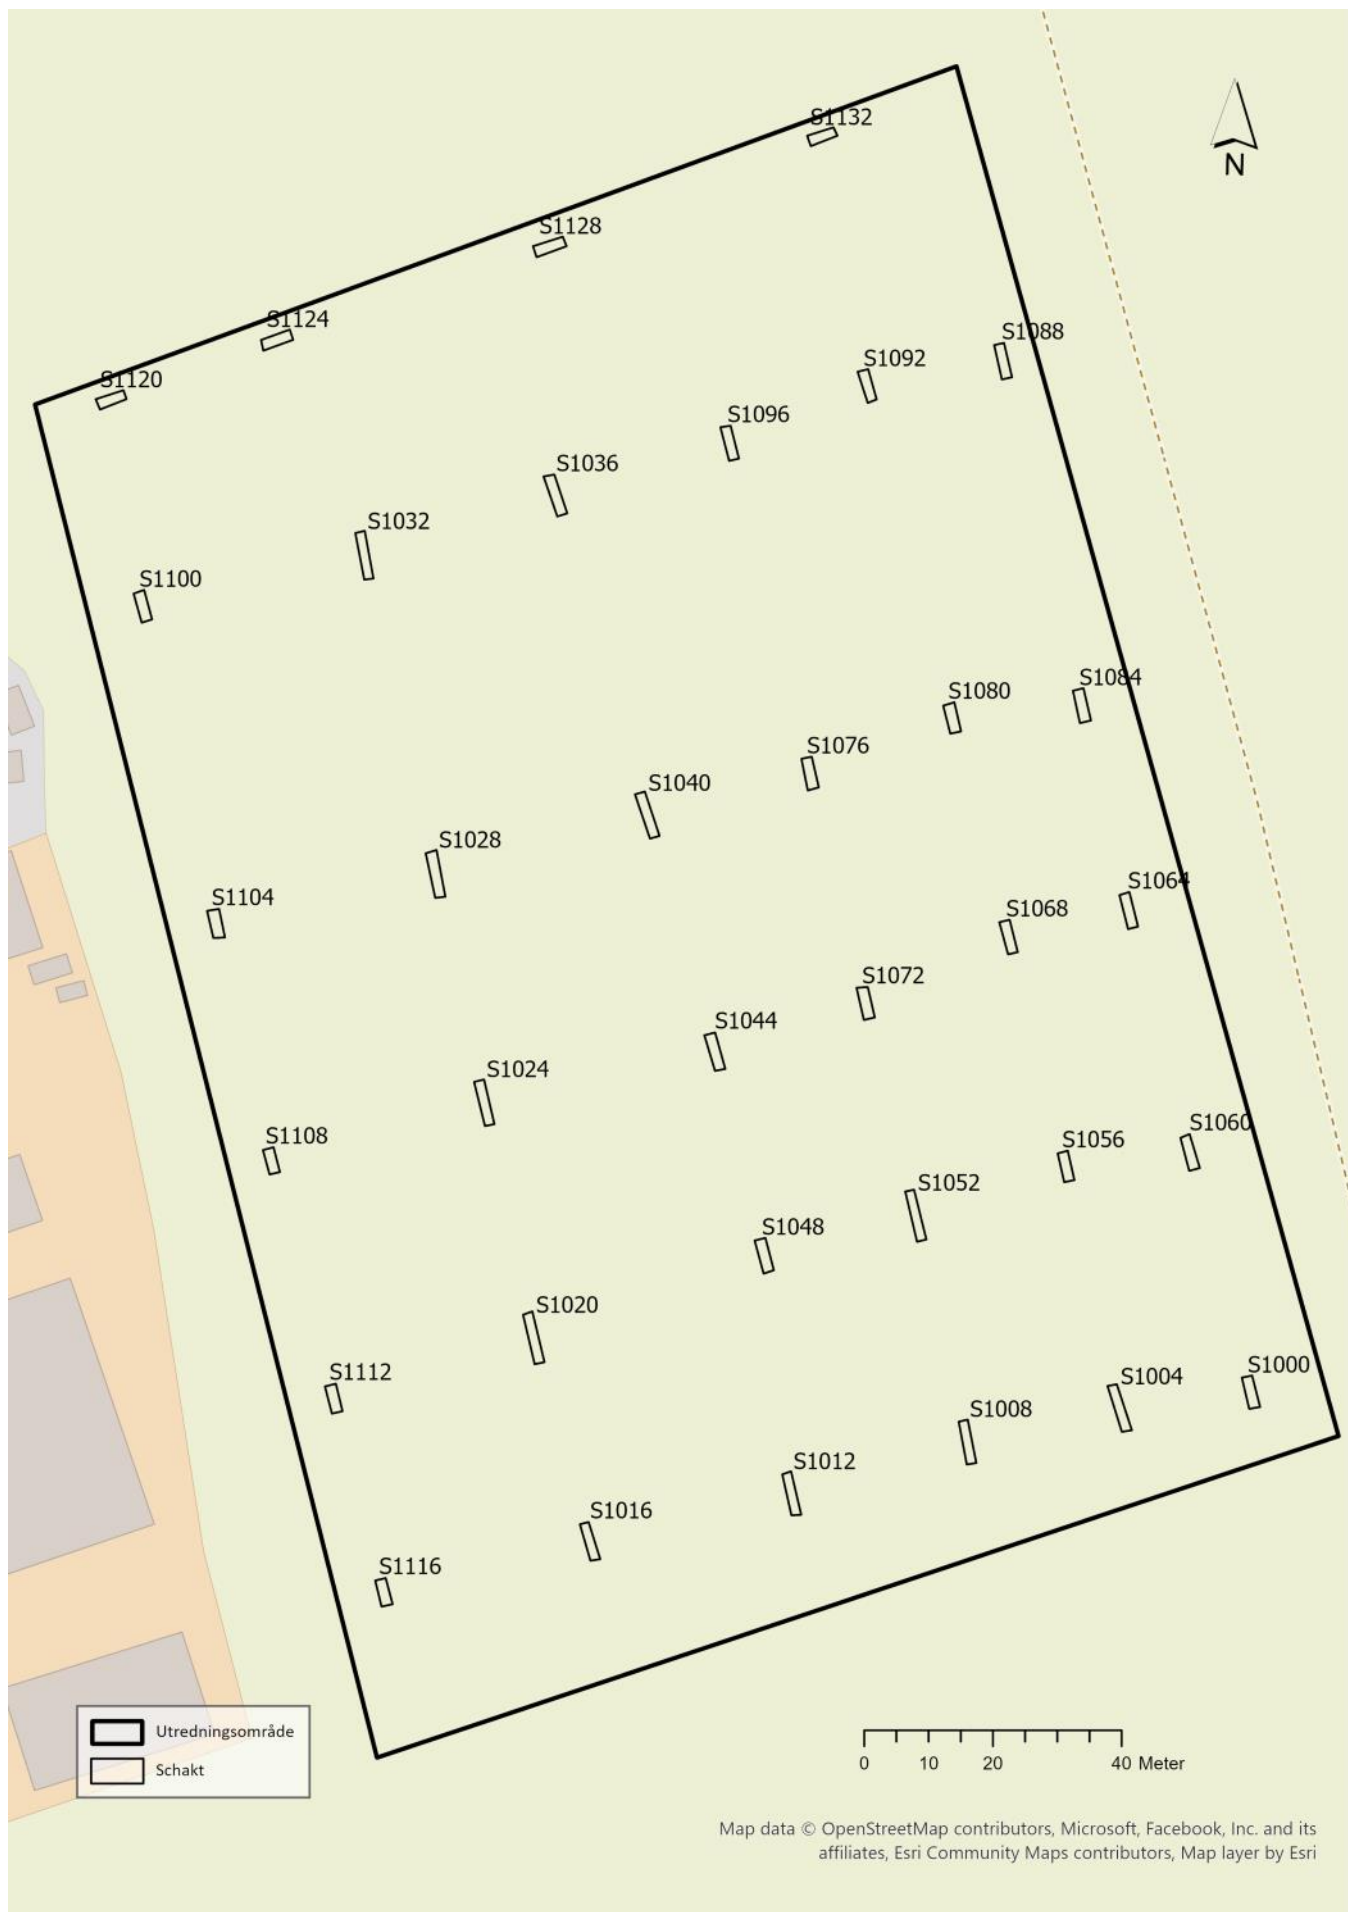 S1132
N
S1128
S1124
S1088
S1092
S1120
S1096
S1036
S1032
S1100
S1084
S1080
S1076
S1040
S1028
S1064
S1104
S1068
S1072
S1044
S1024
S1060
S1108
S1056
S1052
S1048
S1020
S1000
S1112
S1004
S1008
S1012
S1016
S1116
Utredningsområde
Schakt
0 10 20 40 Meter
Map data © OpenStreetMap contributors, Microsoft, Facebook, Inc. and its
affiliates, Esri Community Maps contributors, Map layer by Esri